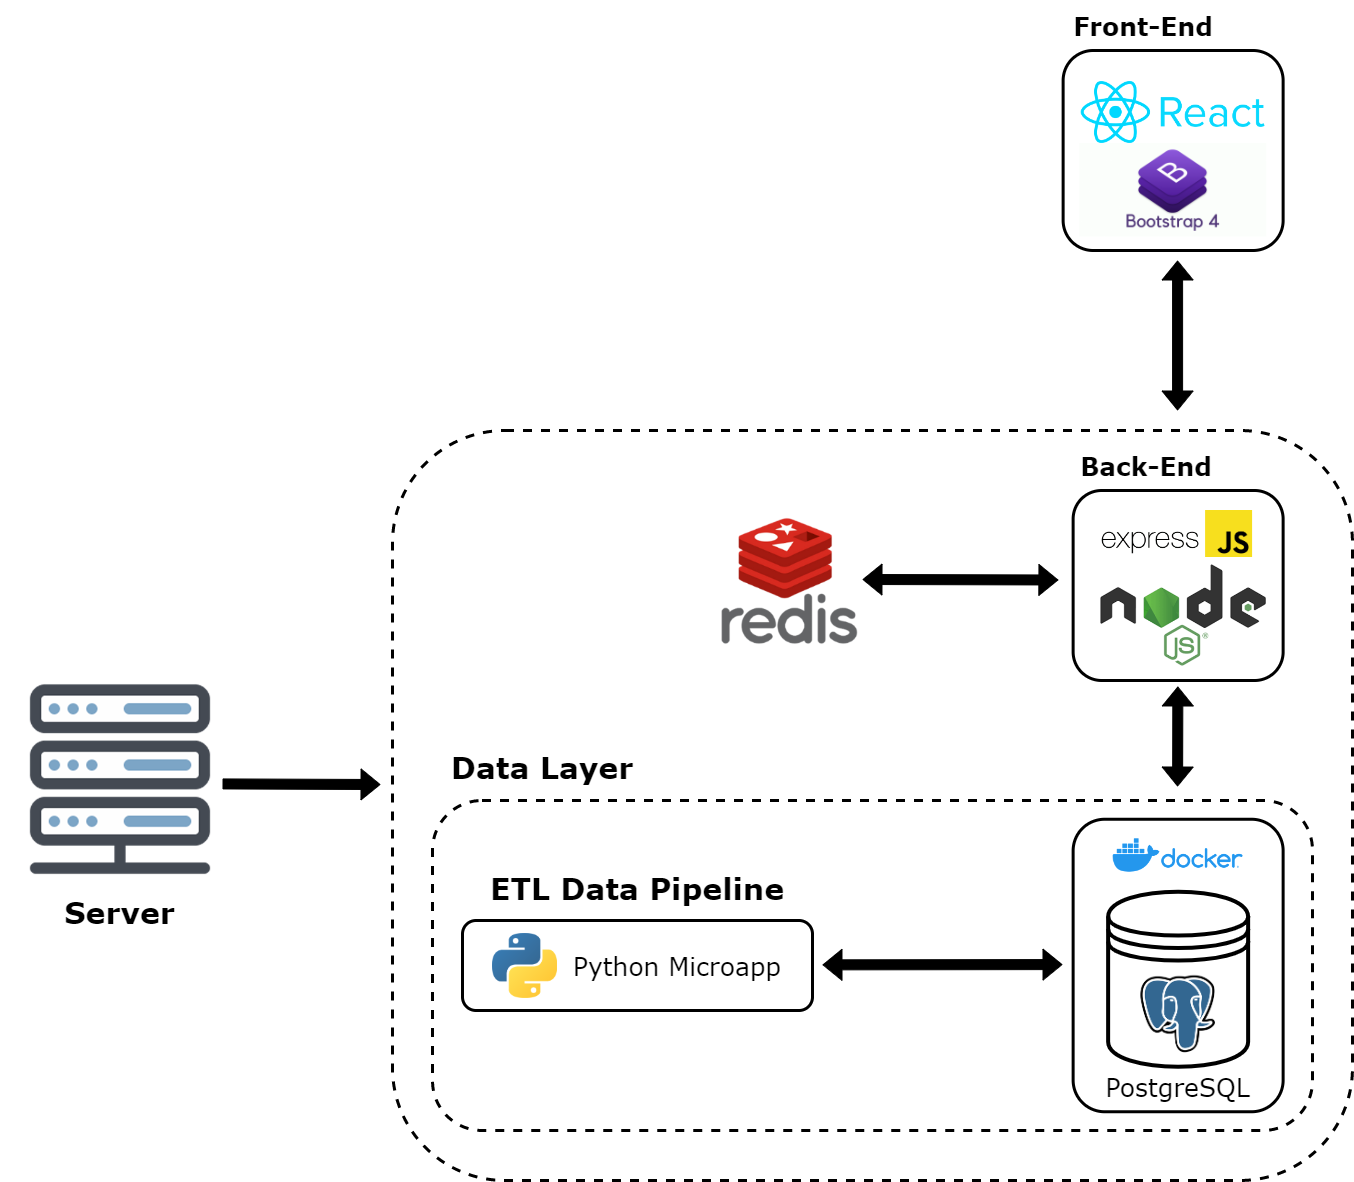 Front-End
React
B
Bootstrap 4
Back-End
express JS
node
JS ®
redis
Data Layer
docker
ETL Data Pipeline
Python Microapp
Server
PostgreSQL